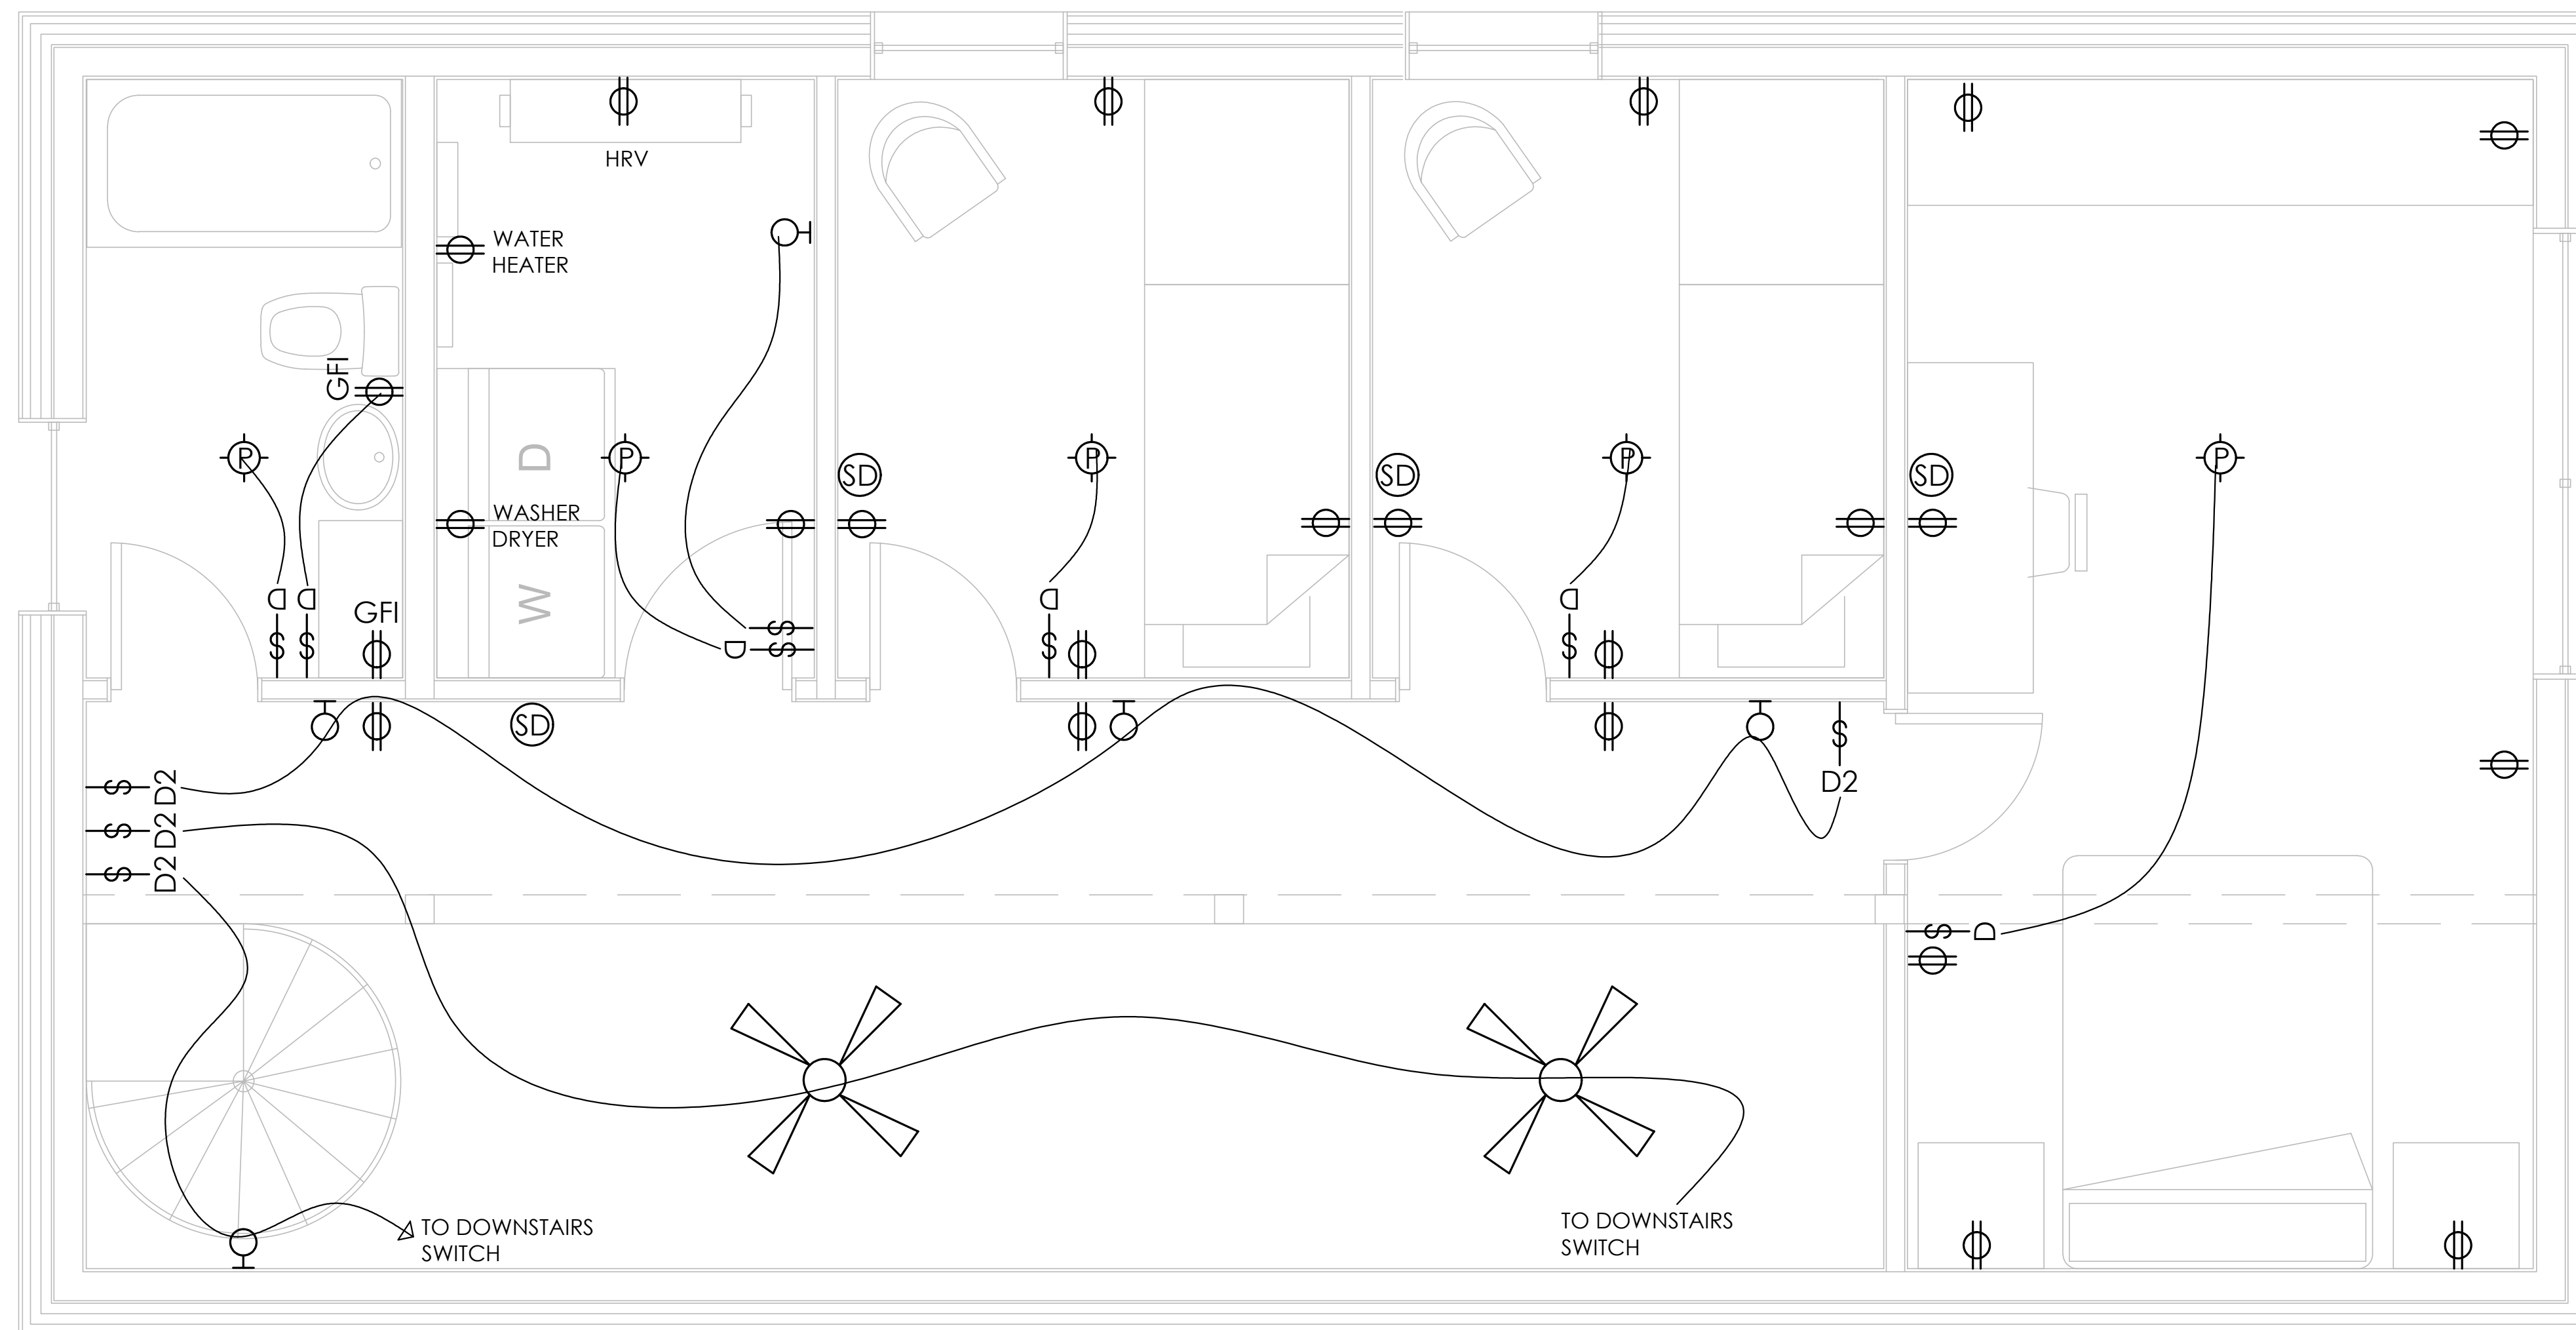 HRV
WATER
HEATER
GFI
R
P
P
P
P
D
SD
SD
SD
WASHER
DRYER
D
D
W
D
D
GFI
$
$
$
$
D
$
$
SD
$
D2
$
D2
$
D2
$
D2
$
D
TO DOWNSTAIRS
SWITCH
TO DOWNSTAIRS
SWITCH